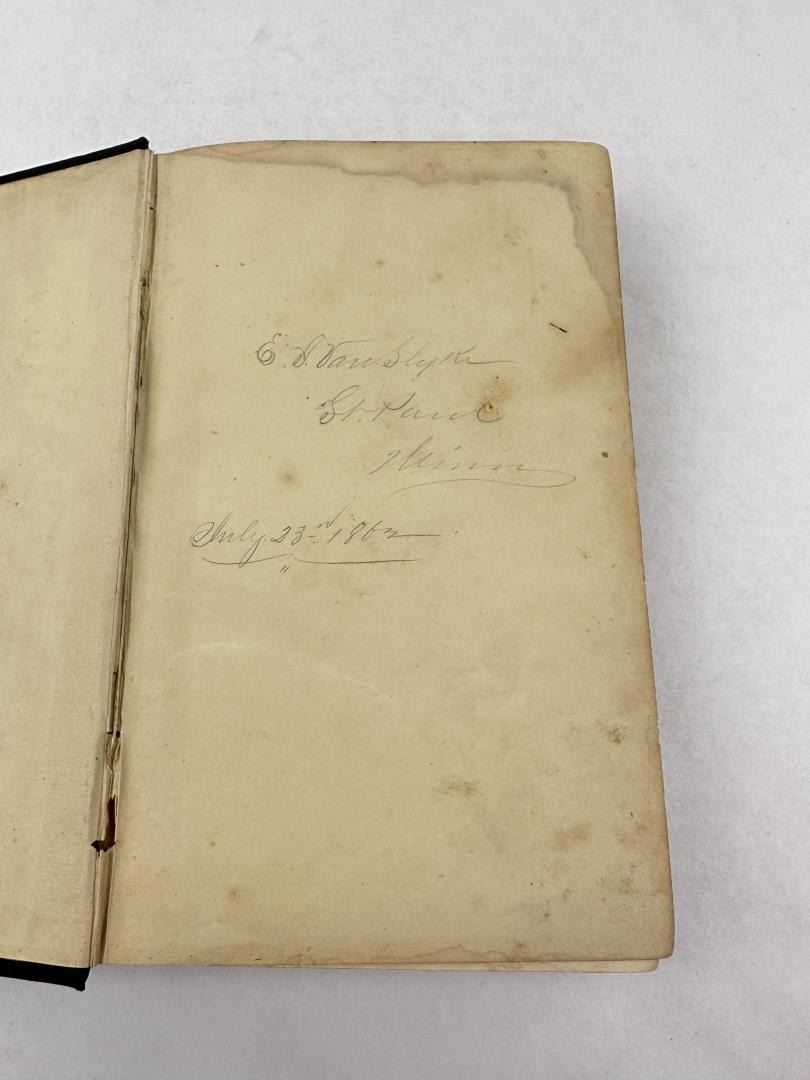 E. S. Van Slyke
St. Paul
Minn
July 23rd 1862